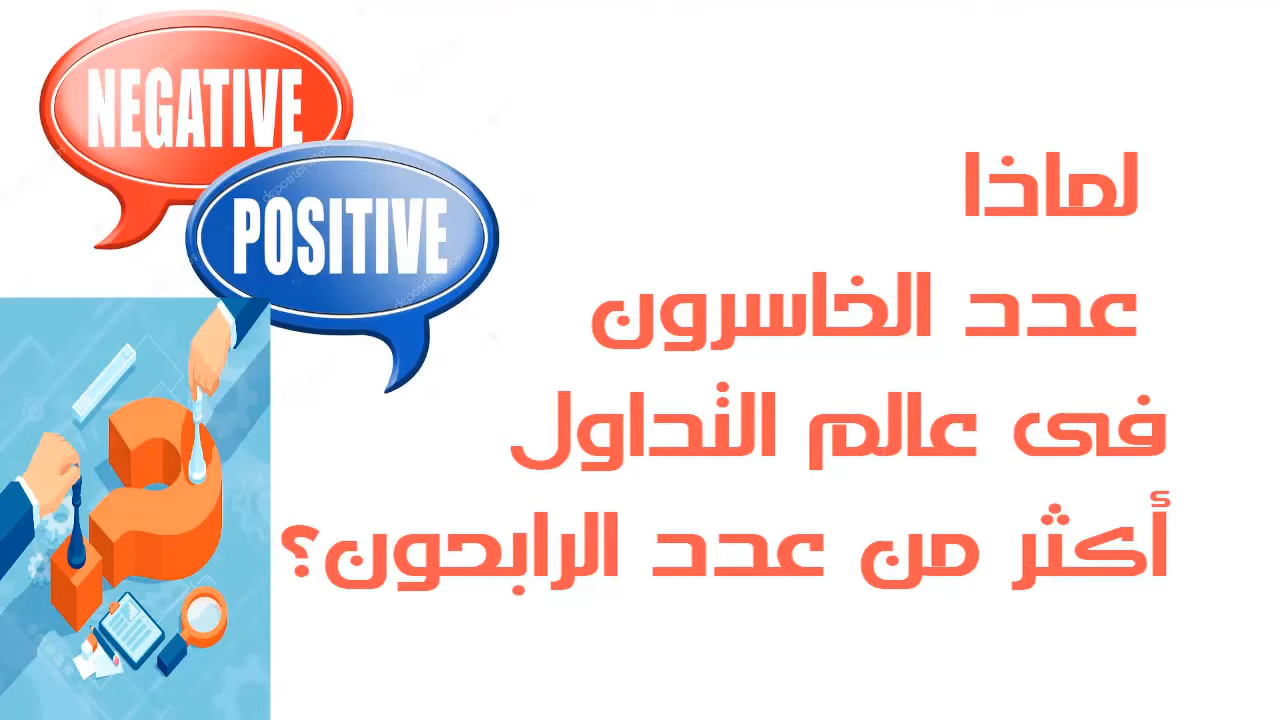 NEGATIVE
POSITIVE
لماذا
عدد الخاسرون
فى عالم التداول
أكثر من عدد الرابحون؟